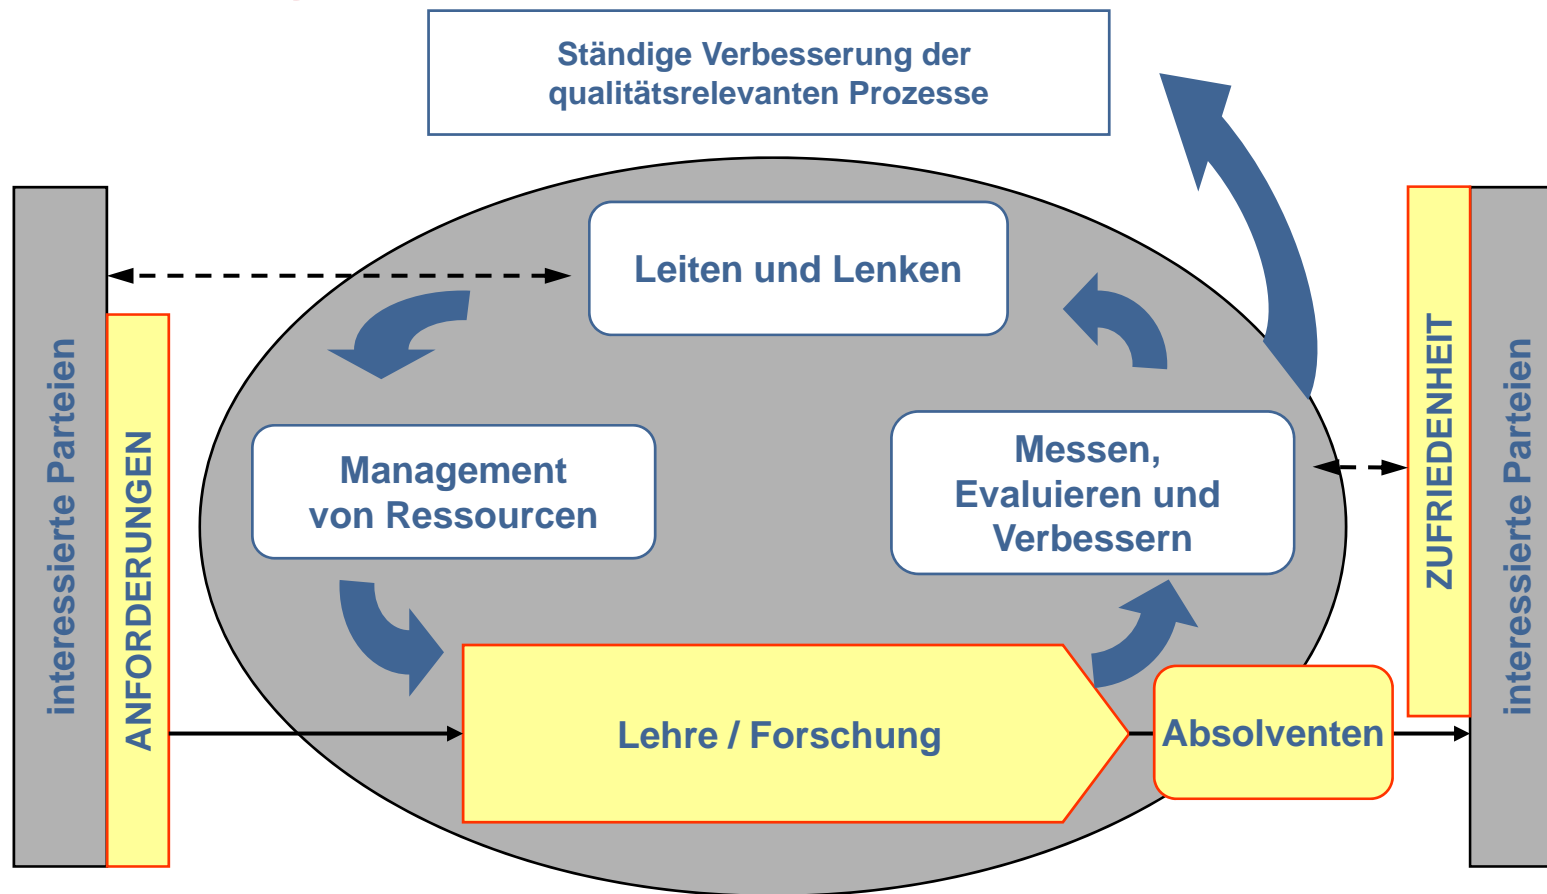 Ständige Verbesserung der
qualitätsrelevanten Prozesse
Leiten und Lenken
interessierte Parteien
ANFORDERUNGEN
Management
von Ressourcen
Messen,
Evaluieren und
Verbessern
ZUFRIEDENHEIT
interessierte Parteien
Lehre / Forschung
Absolventen